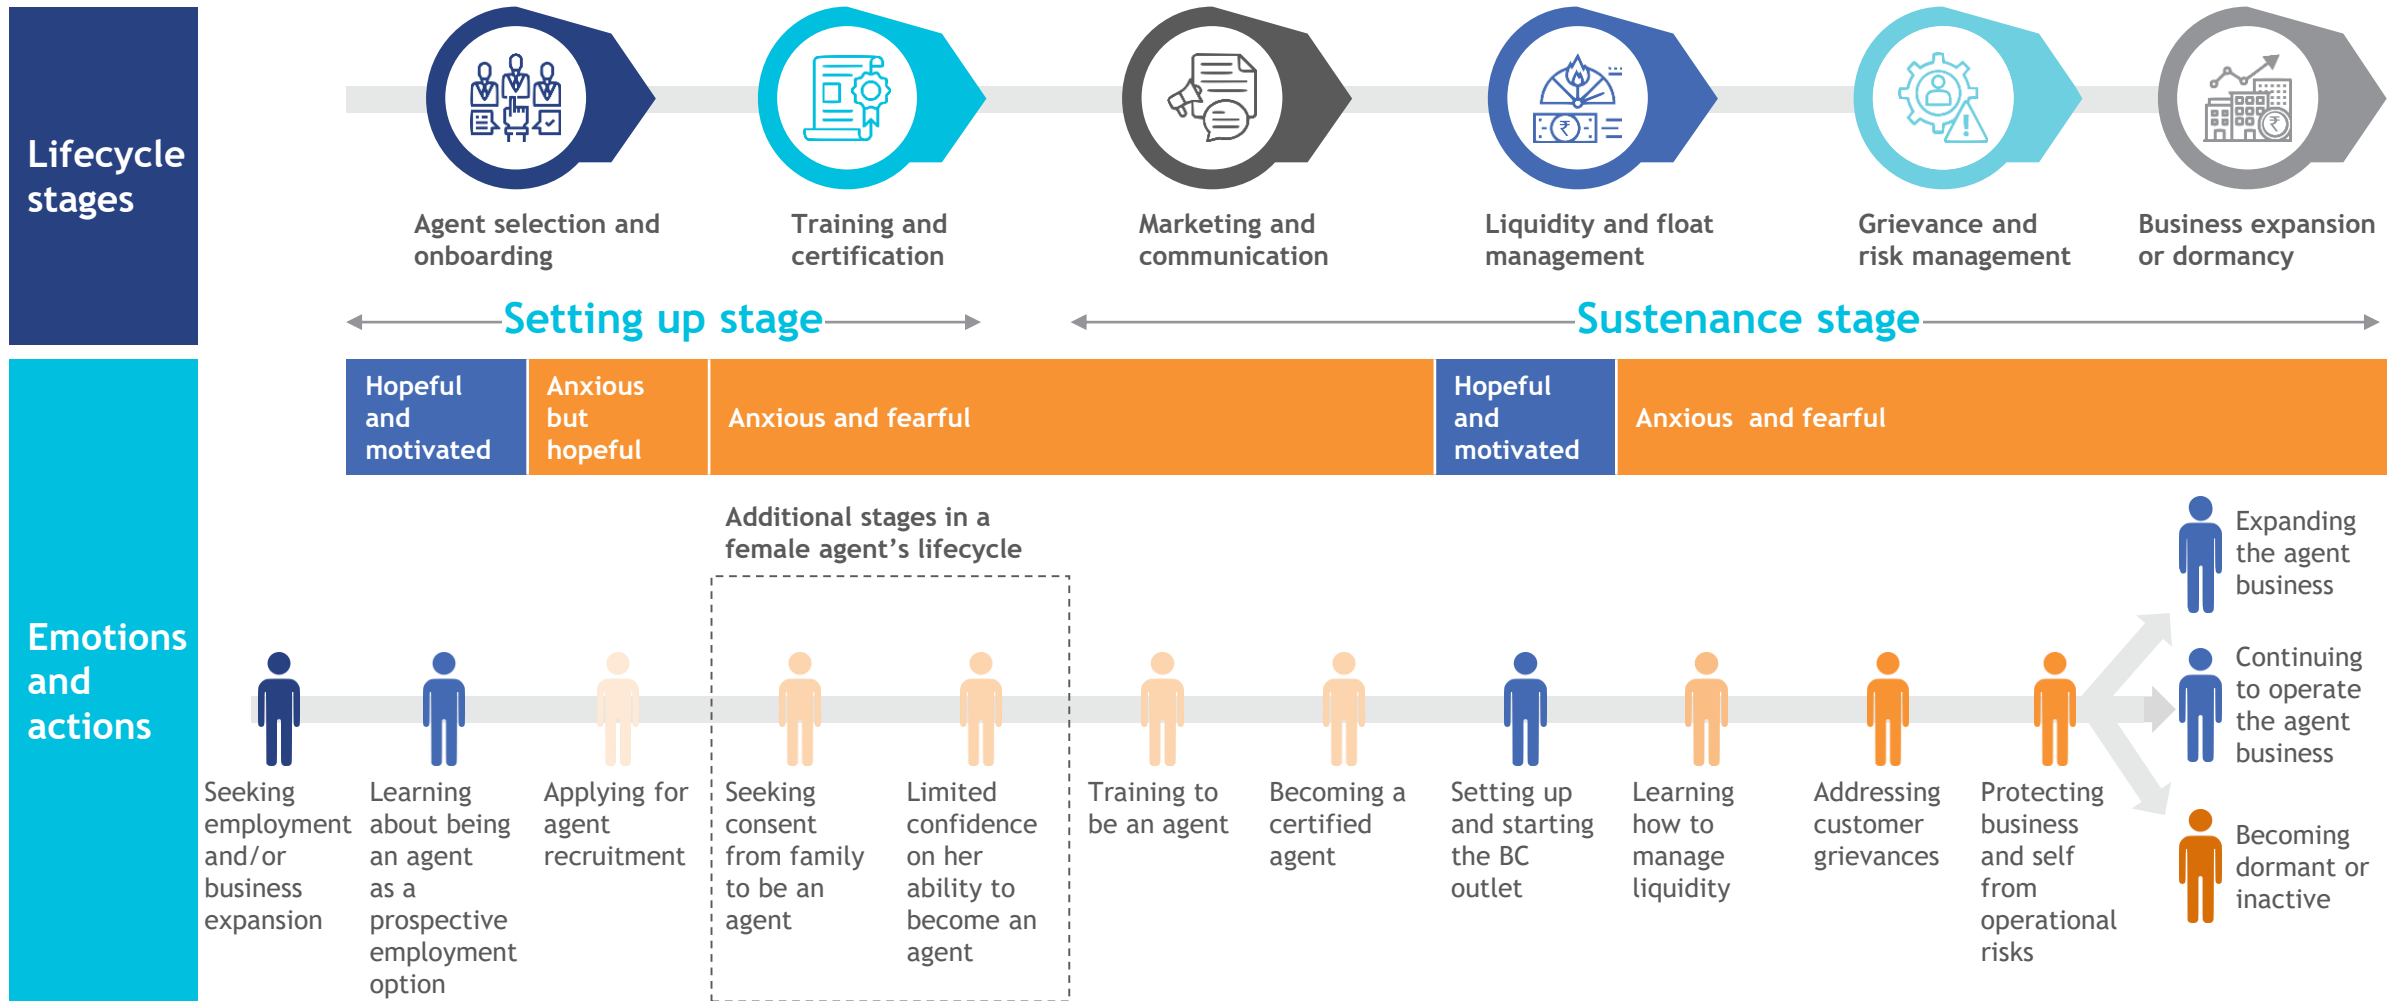 Lifecycle
stages
Agent selection and
onboarding
Training and
certification
Marketing and
communication
₹
Liquidity and float
management
!
Grievance and
risk management
₹
Business expansion
or dormancy
Setting up stage
Sustenance stage
Emotions
and
actions
Hopeful
and
motivated
Anxious
but
hopeful
Anxious and fearful
Hopeful
and
motivated
Anxious  and fearful
Additional stages in a
female agent’s lifecycle
Seeking
employment
and/or
business
expansion
Learning
about being
an agent
as a
prospective
employment
option
Applying for
agent
recruitment
Seeking
consent
from family
to be an
agent
Limited
confidence
on her
ability to
become an
agent
Training to
be an agent
Becoming a
certified
agent
Setting up
and starting
the BC
outlet
Learning
how to
manage
liquidity
Addressing
customer
grievances
Protecting
business
and self
from
operational
risks
Expanding
the agent
business
Continuing
to operate
the agent
business
Becoming
dormant or
inactive